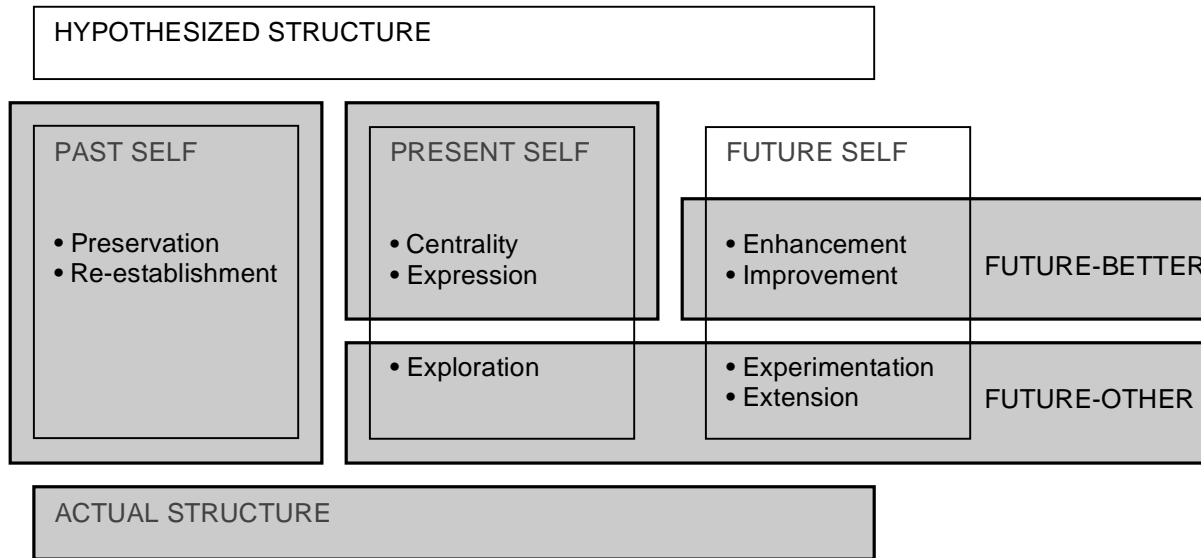 HYPOTHESIZED STRUCTURE
PAST SELF
• Preservation
• Re-establishment
PRESENT SELF
• Centrality
• Expression
• Exploration
FUTURE SELF
• Enhancement
• Improvement
FUTURE-BETTER
• Experimentation
• Extension
FUTURE-OTHER
ACTUAL STRUCTURE